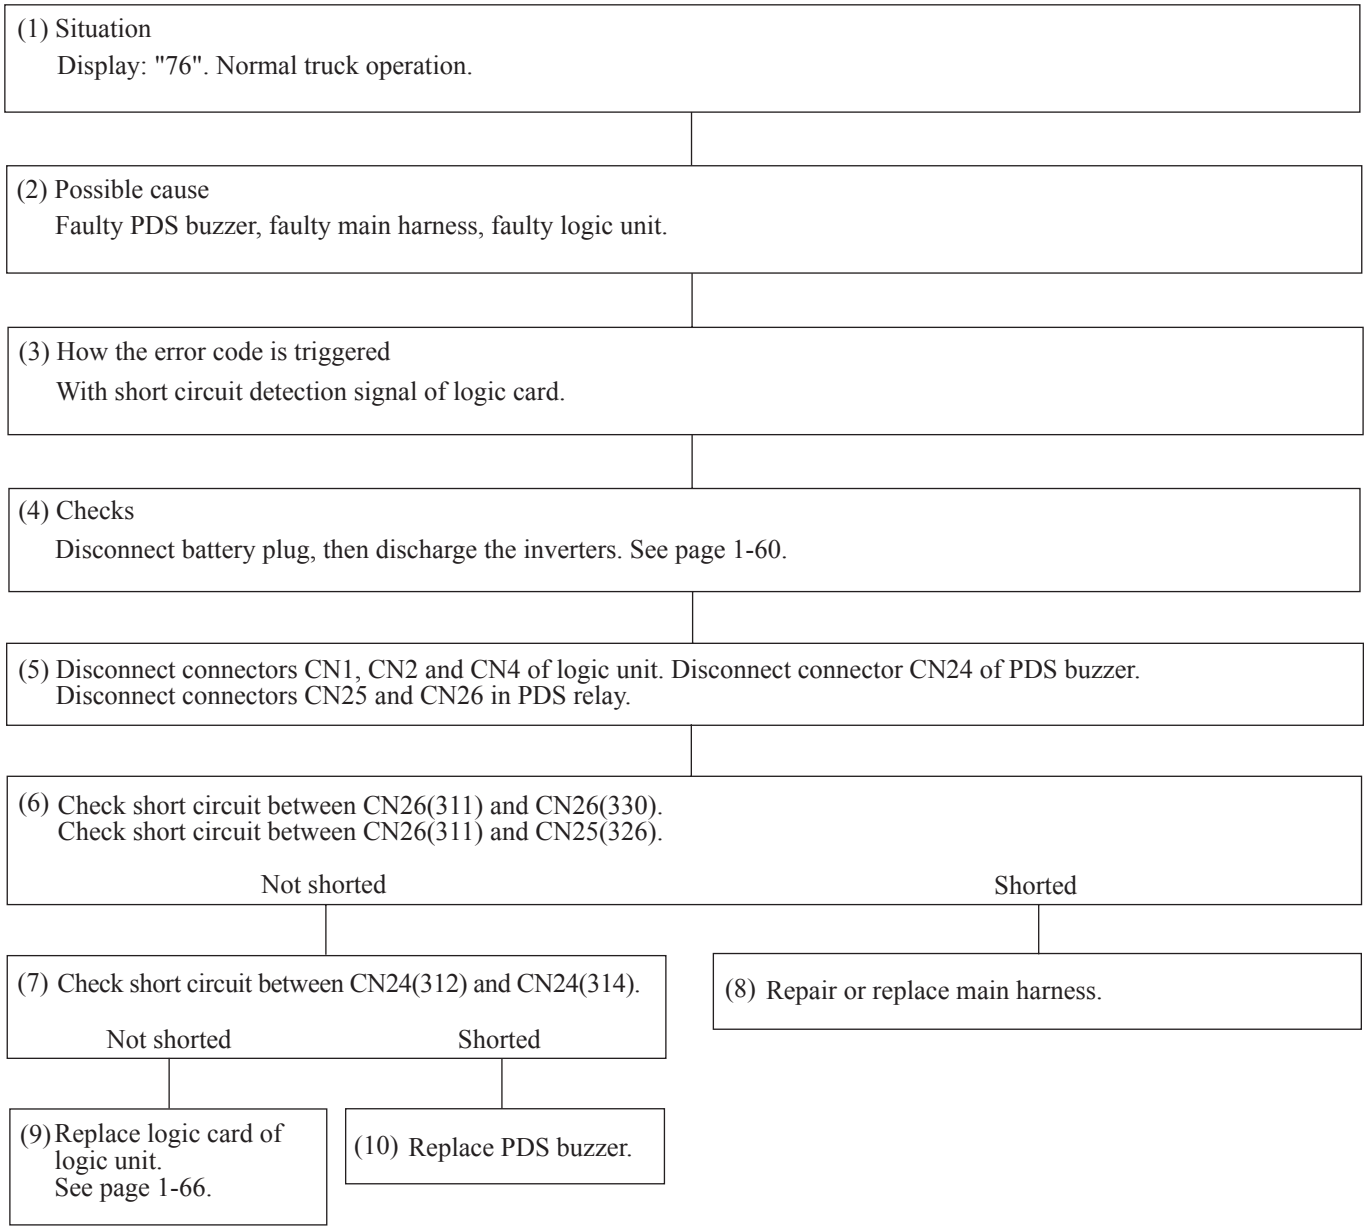 (1) Situation
Display: "76". Normal truck operation.
(2) Possible cause
Faulty PDS buzzer, faulty main harness, faulty logic unit.
(3) How the error code is triggered
With short circuit detection signal of logic card.
(4) Checks
Disconnect battery plug, then discharge the inverters. See page 1-60.
(5) Disconnect connectors CN1, CN2 and CN4 of logic unit. Disconnect connector CN24 of PDS buzzer.
Disconnect connectors CN25 and CN26 in PDS relay.
(6) Check short circuit between CN26(311) and CN26(330).
Check short circuit between CN26(311) and CN25(326).
Not shorted
Shorted
(7) Check short circuit between CN24(312) and CN24(314).
Not shorted
Shorted
(8) Repair or replace main harness.
(9) Replace logic card of
logic unit.
See page 1-66.
(10) Replace PDS buzzer.